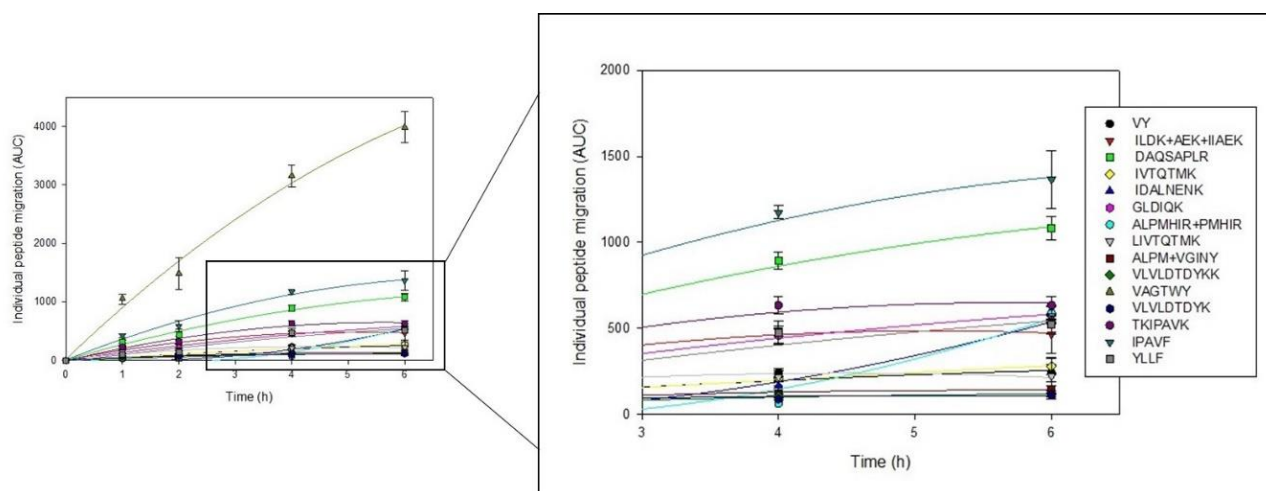 Individual peptide migration (AUC)
4000
3000
2000
1000
0
0
1
2
3
4
5
6
Time (h)
Individual peptide migration (AUC)
2000
1500
1000
500
0
3
4
5
6
Time (h)
VY
ILDK+AEK+IIAEK
DAQSAPLR
IVTQTMK
IDALNENK
GLDIQK
ALPMHIR+PMHIR
LIVTQTMK
ALPM+VGINY
VLVLDTDYKK
VAGTWY
VLVLDTDYK
TKIPAVK
IPAVF
YLLF